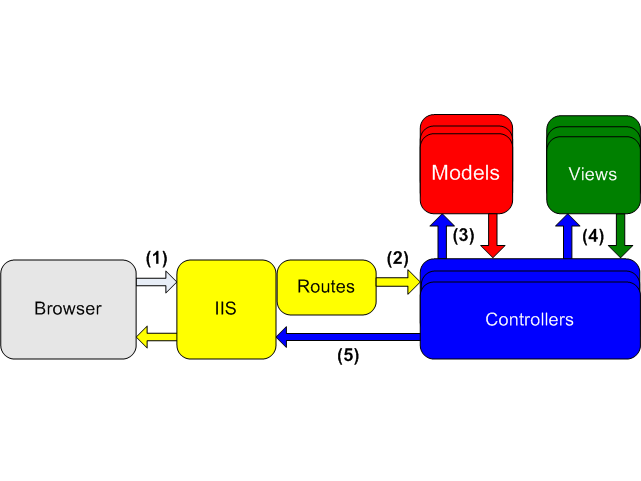 Models
Views
(3)
(4)
(1)
(2)
Browser
IIS
Routes
Controllers
(5)